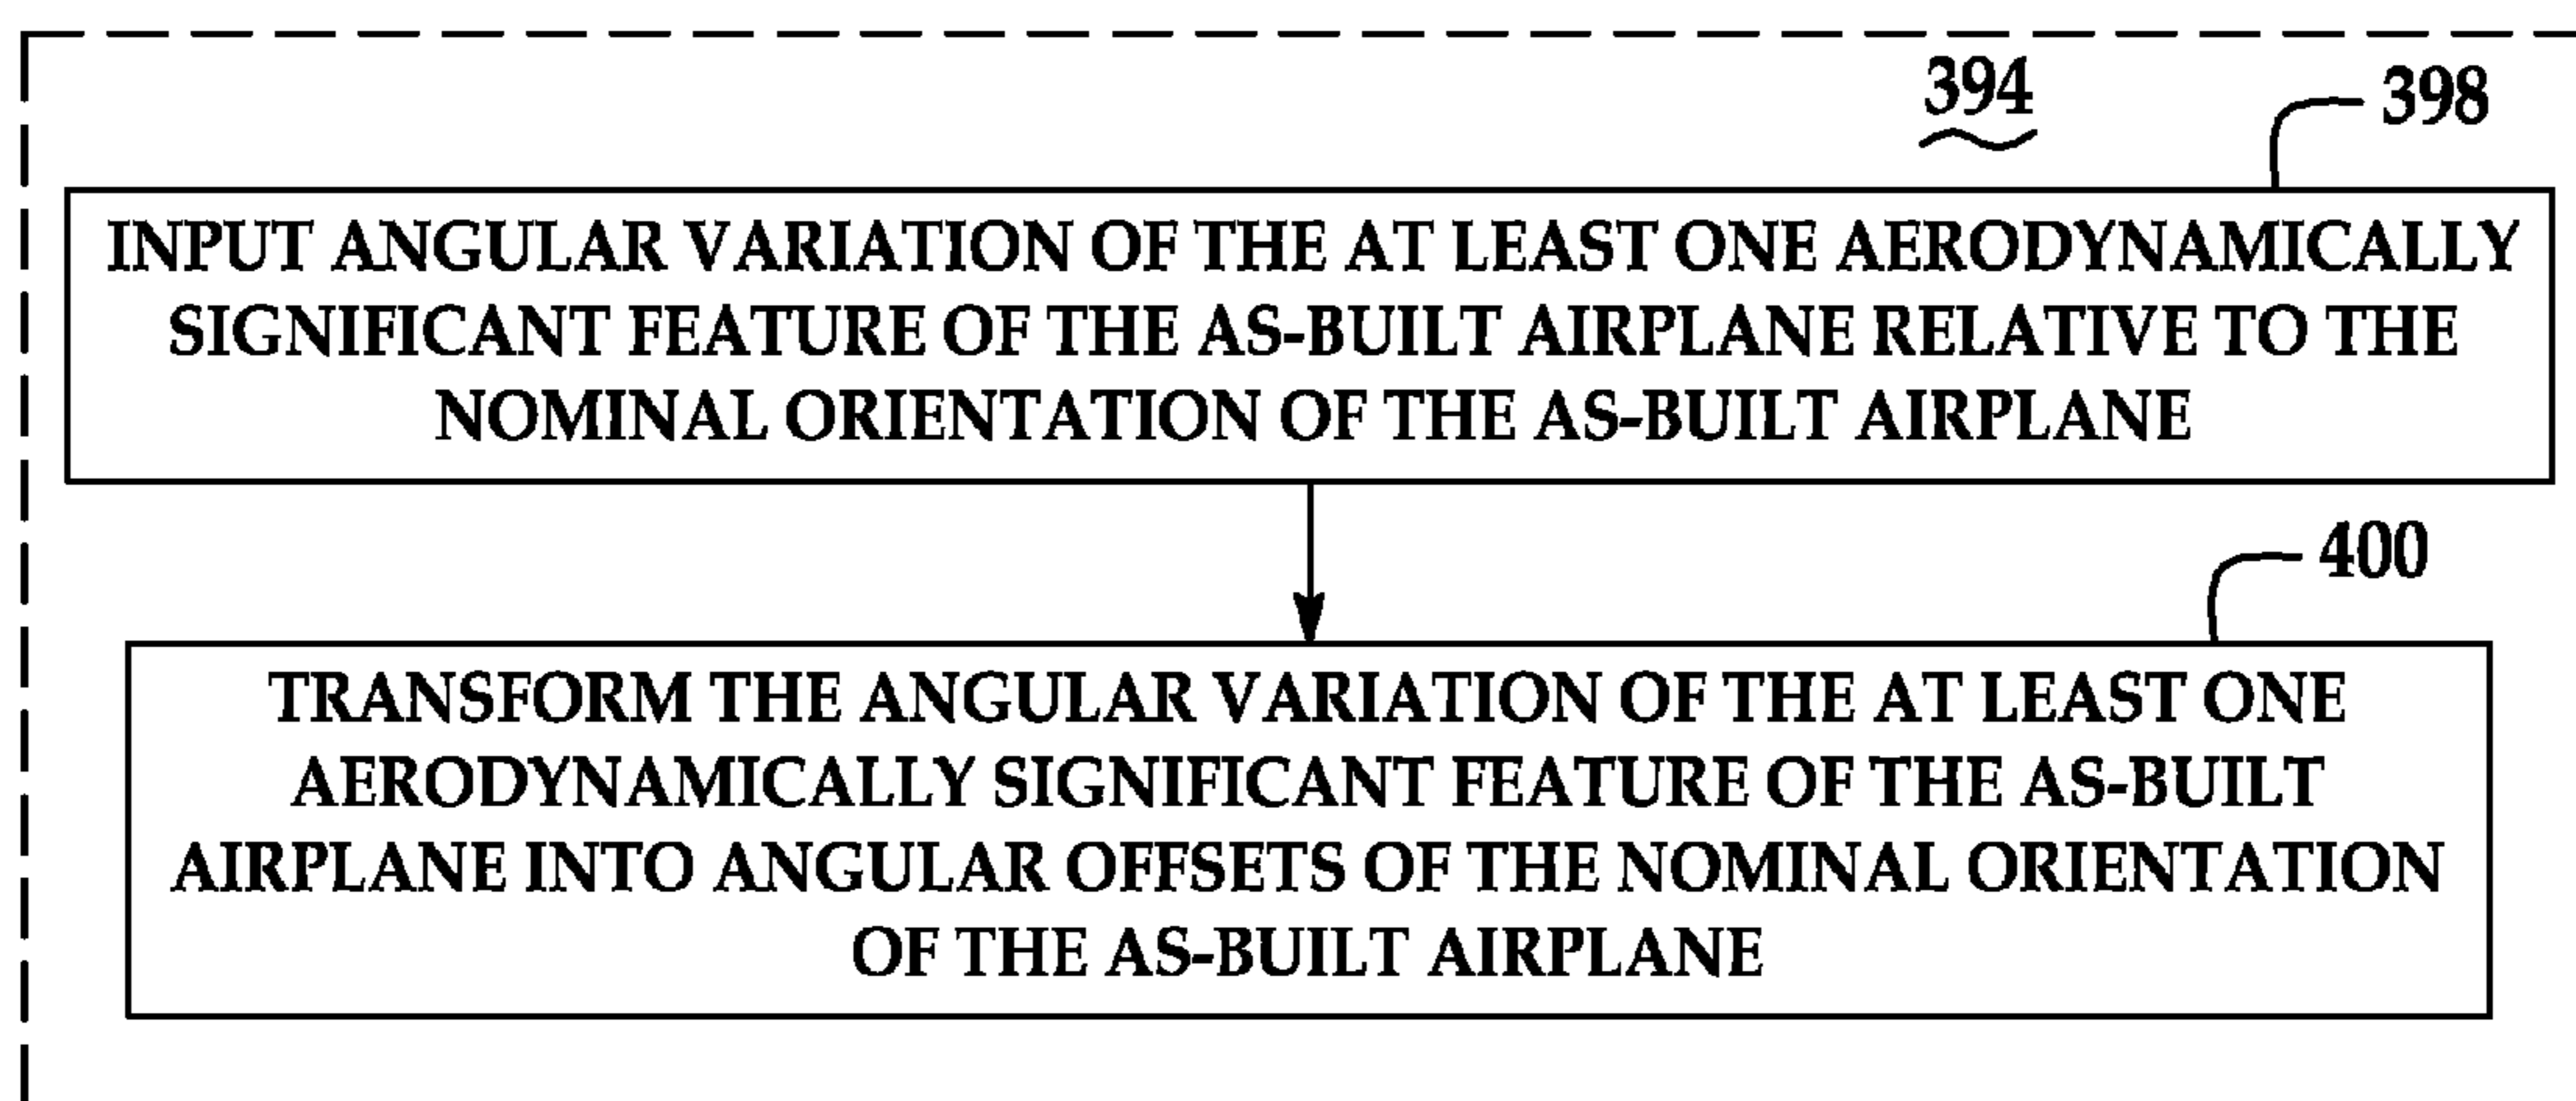 394
398
INPUT ANGULAR VARIATION OF THE AT LEAST ONE AERODYNAMICALLY
SIGNIFICANT FEATURE OF THE AS-BUILT AIRPLANE RELATIVE TO THE
NOMINAL ORIENTATION OF THE AS-BUILT AIRPLANE
400
TRANSFORM THE ANGULAR VARIATION OF THE AT LEAST ONE
AERODYNAMICALLY SIGNIFICANT FEATURE OF THE AS-BUILT
AIRPLANE INTO ANGULAR OFFSETS OF THE NOMINAL ORIENTATION
OF THE AS-BUILT AIRPLANE